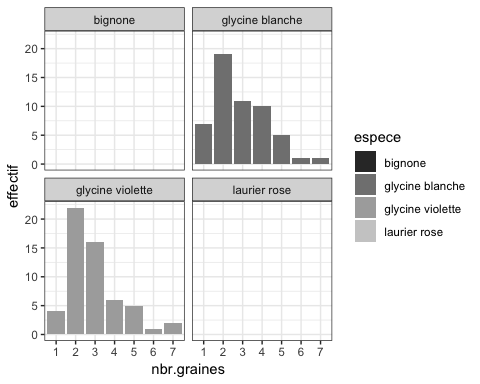 bignone
glycine blanche
20
15
10
5
0
glycine violette
laurier rose
20
15
10
5
0
1 2 3 4 5 6 7
1 2 3 4 5 6 7
nbr.graines
effectif
espece
bignone
glycine blanche
glycine violette
laurier rose